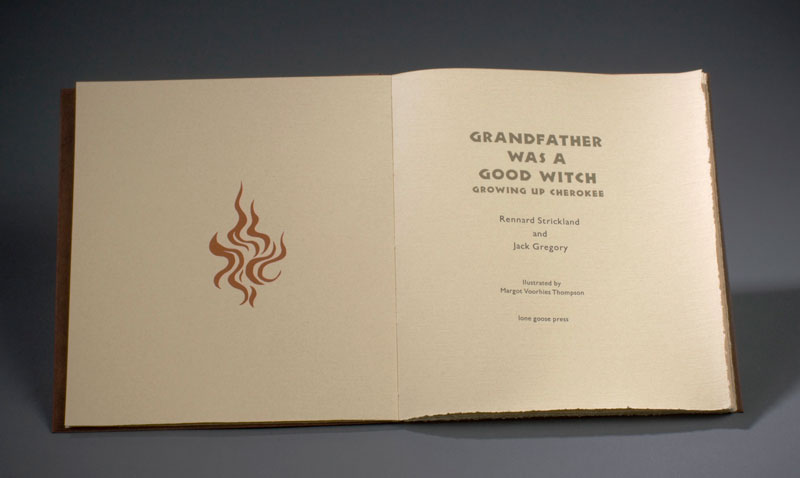 GRANDFATHER
WAS A
GOOD WITCH
GROWING UP CHEROKEE
Rennard Strickland
and
Jack Gregory
Ilustrated by
Margot Voorhies Thompson
lone goose press